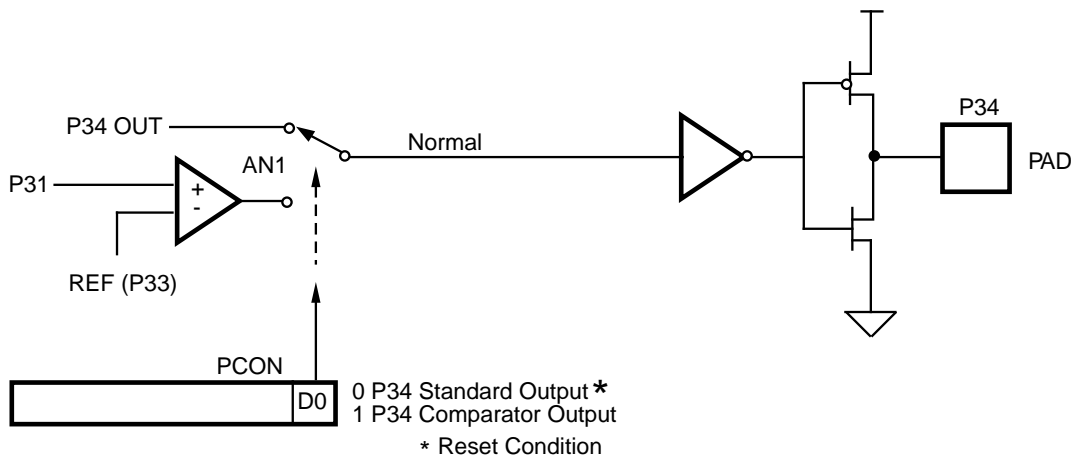 P34 OUT
Normal
P34
PAD
AN1
P31
+
-
REF (P33)
PCON
D0
0 P34 Standard Output *
1 P34 Comparator Output
* Reset Condition